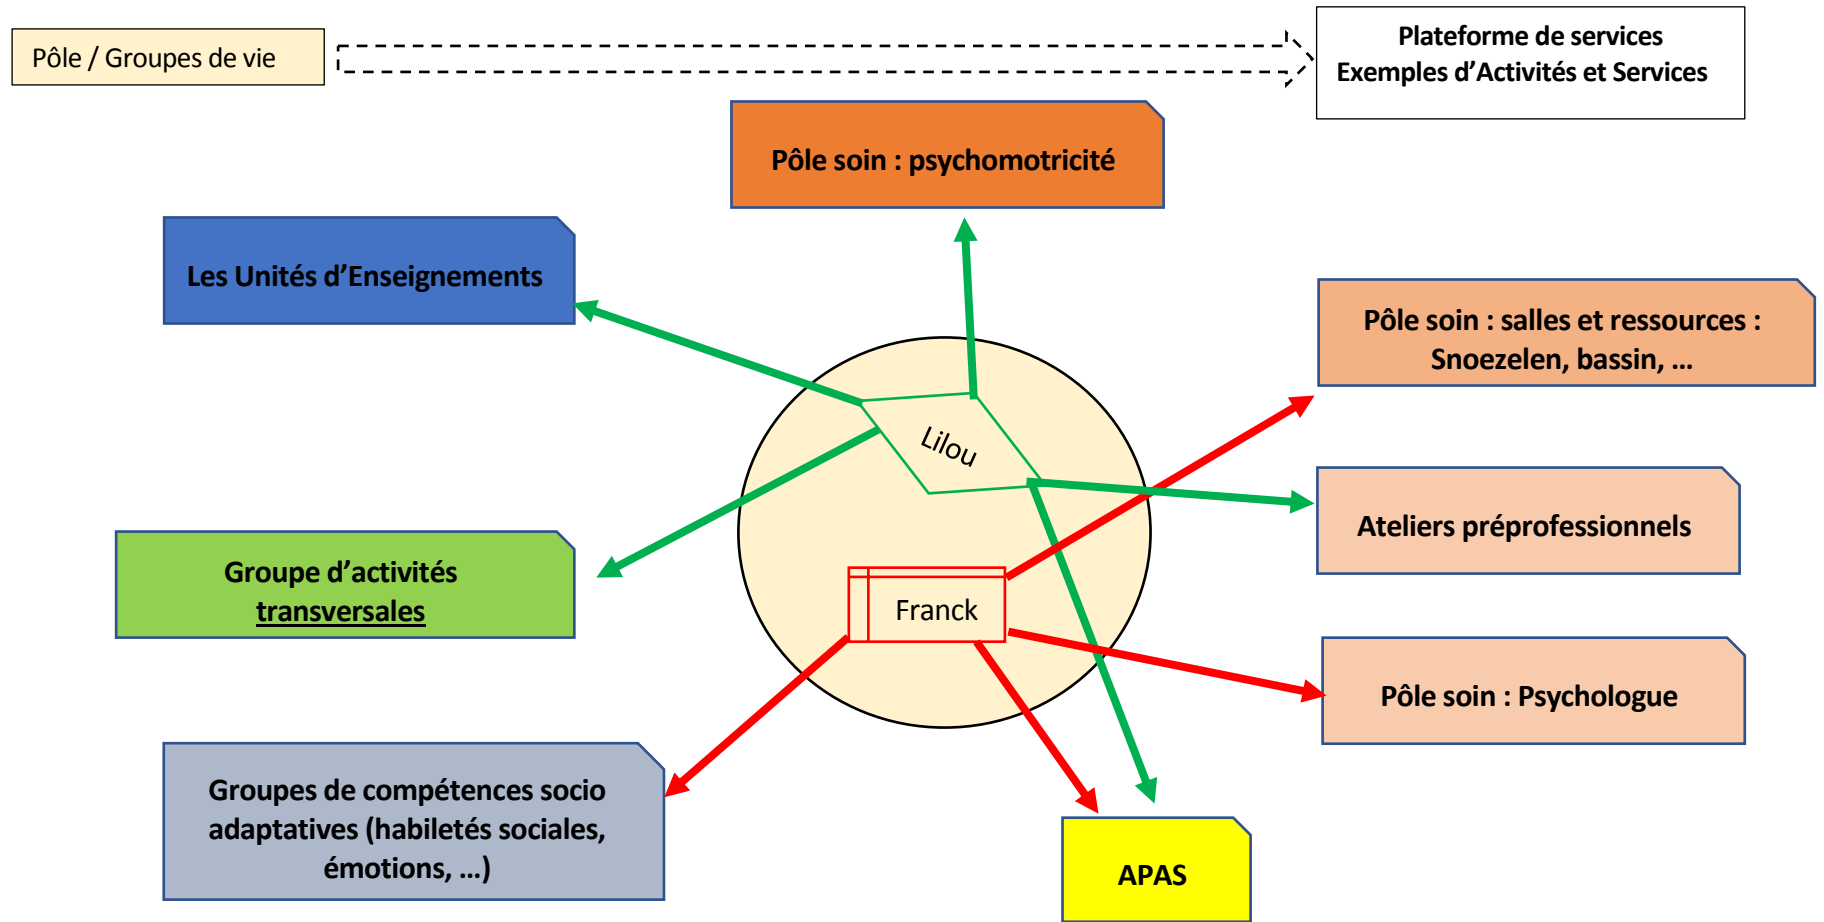 Pôle / Groupes de vie
Plateforme de services
Exemples d’Activités et Services
Pôle soin : psychomotricité
Les Unités d’Enseignements
Pôle soin : salles et ressources :
Snoezelen, bassin, …
Lilou
Ateliers préprofessionnels
Groupe d’activités
transversales
Franck
Pôle soin : Psychologue
Groupes de compétences socio
adaptatives (habiletés sociales,
émotions, …)
APAS